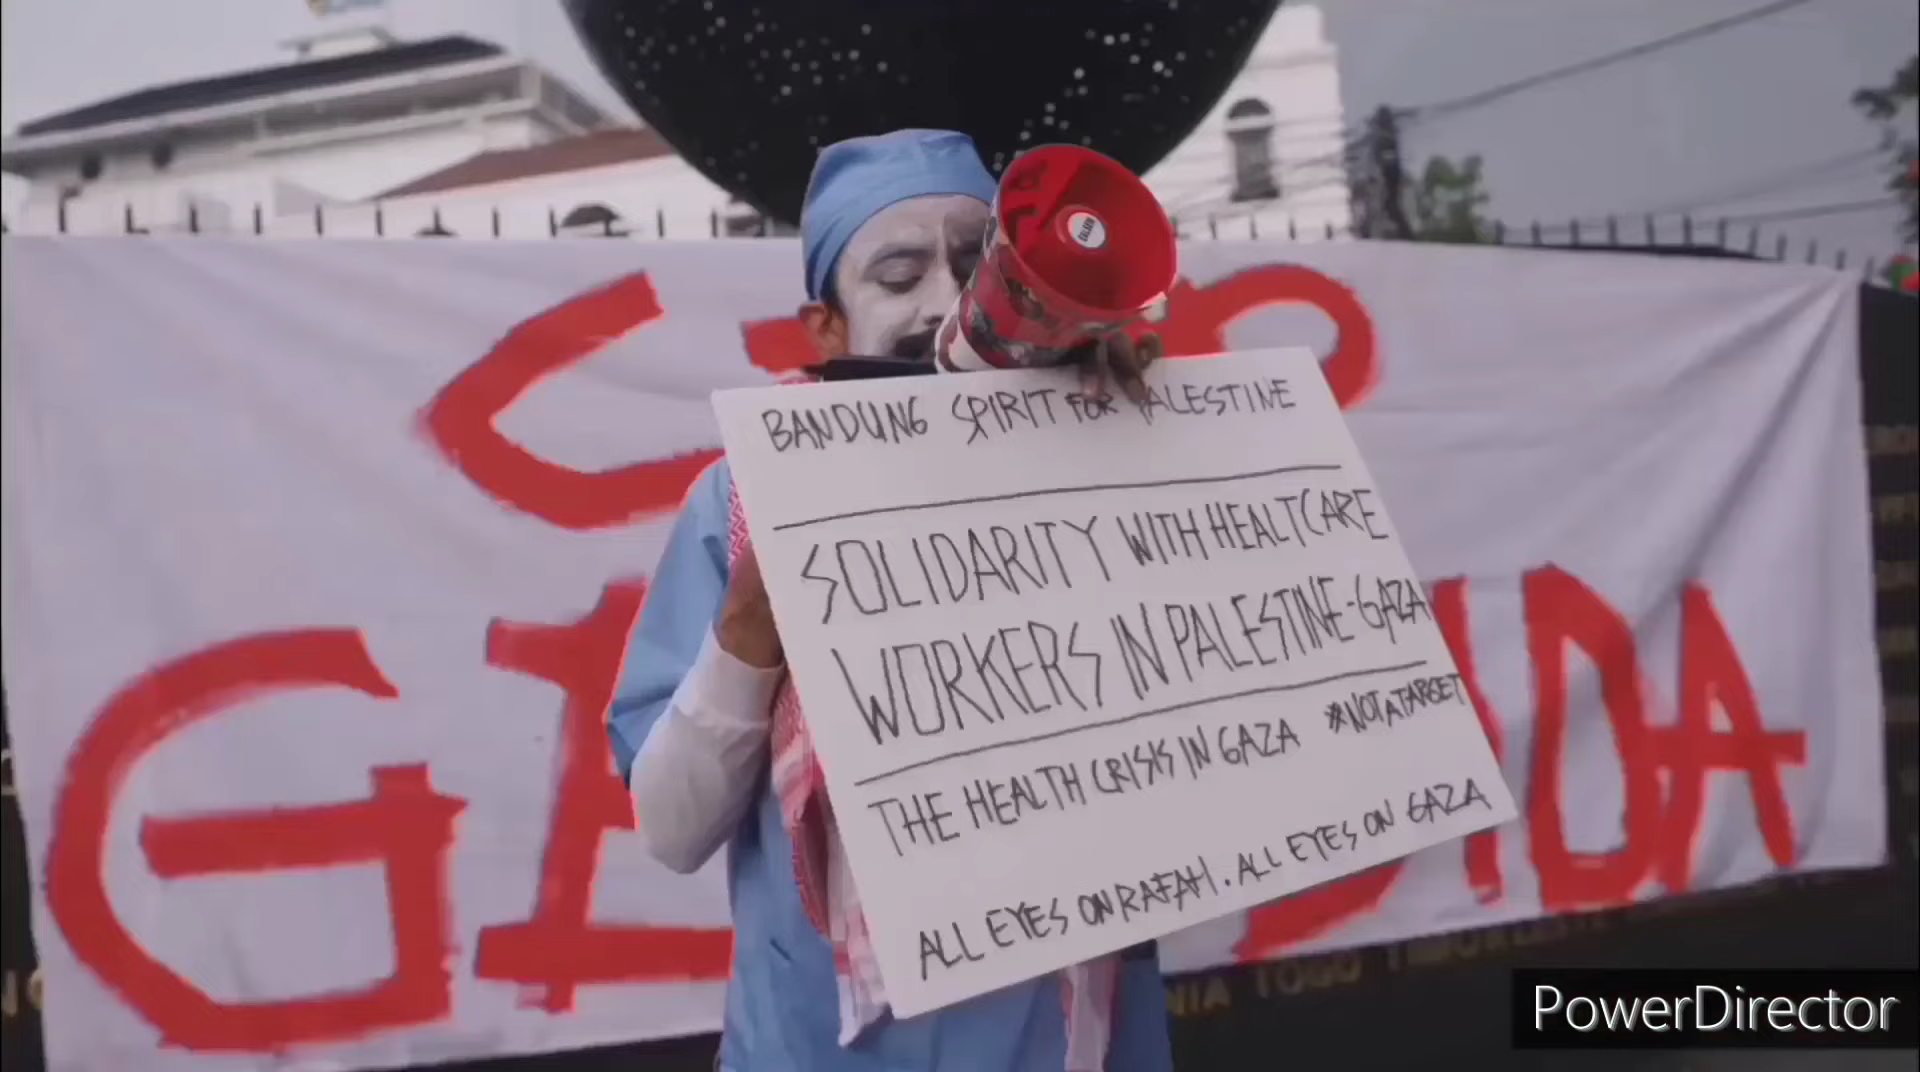 BANDUNG SPIRIT FOR PALESTINE
SOLIDARITY WITH HEALTCARE
WORKERS IN PALESTINE-GAZA
THE HEALTH CRISIS IN GAZA #NOTATARGET
ALL EYES ON RAFAH. ALL EYES ON GAZA
TOGO
PowerDirector